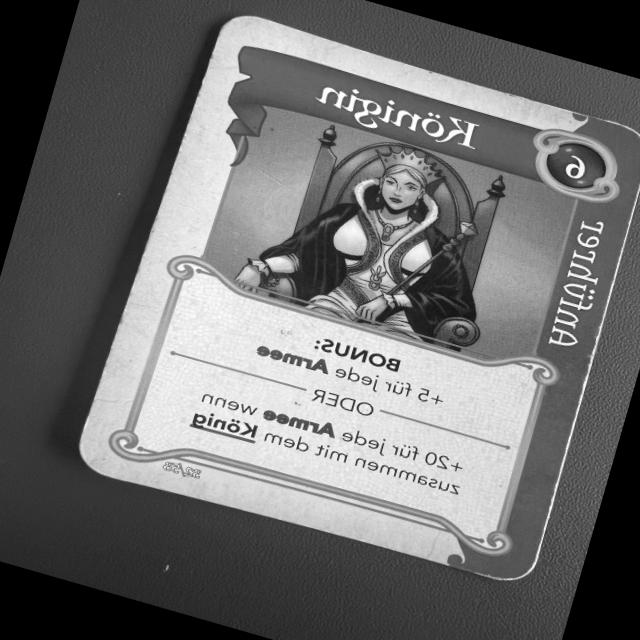 6
Königin
Anführer
BONUS:
+5 für jede Armee
ODER
+20 für jede Armee wenn
zusammen mit dem König